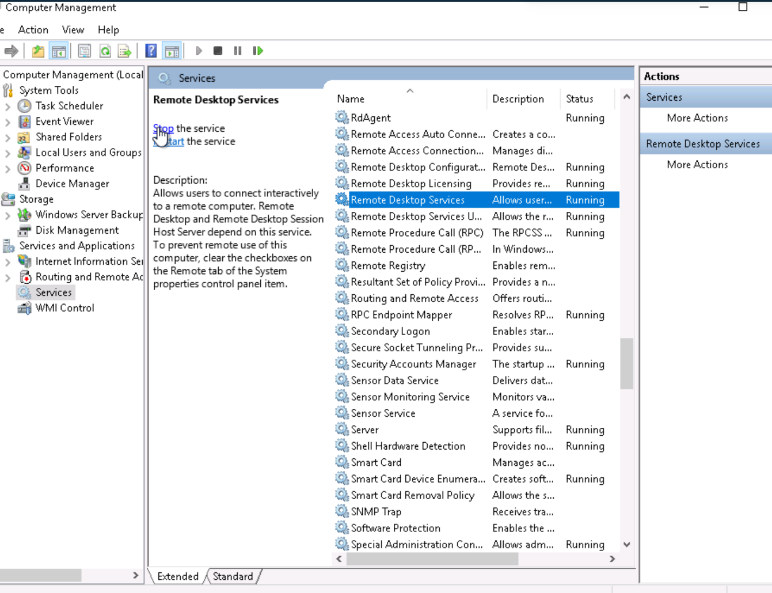 Computer Management
Action View Help
Computer Management (Local
System Tools
Task Scheduler
Event Viewer
Shared Folders
Local Users and Groups
Performance
Device Manager
Storage
Windows Server Backup
Disk Management
Services and Applications
Internet Information Ser
Routing and Remote Ac
Services
WMI Control
Services
Remote Desktop Services
Stop the service
the service
Description:
Allows users to connect interactively
to a remote computer. Remote
Desktop and Remote Desktop Session
Host Server depend on this service.
To prevent remote use of this
computer, clear the checkboxes on
the Remote tab of the System
properties control panel item.
Name Description Status
RdAgent Running
Remote Access Auto Conne... Creates a co...
Remote Access Connection... Manages di...
Remote Desktop Configurat... Remote Des... Running
Remote Desktop Licensing Provides re... Running
Remote Desktop Services Allows user... Running
Remote Desktop Services U... Allows the r... Running
Remote Procedure Call (RPC) The RPCSS ... Running
Remote Procedure Call (RP... In Windows...
Remote Registry Enables rem...
Resultant Set of Policy Provi... Provides a n...
Routing and Remote Access Offers routi...
RPC Endpoint Mapper Resolves RP... Running
Secondary Logon Enables star...
Secure Socket Tunneling Pr... Provides su...
Security Accounts Manager The startup ... Running
Sensor Data Service Delivers dat...
Sensor Monitoring Service Monitors va...
Sensor Service A service fo...
Server Supports fil... Running
Shell Hardware Detection Provides no... Running
Smart Card Manages ac...
Smart Card Device Enumera... Creates soft... Running
Smart Card Removal Policy Allows the s...
SNMP Trap Receives tra...
Software Protection Enables the ...
Special Administration Con... Allows adm... Running
Extended Standard
Actions
Services
More Actions
Remote Desktop Services
More Actions